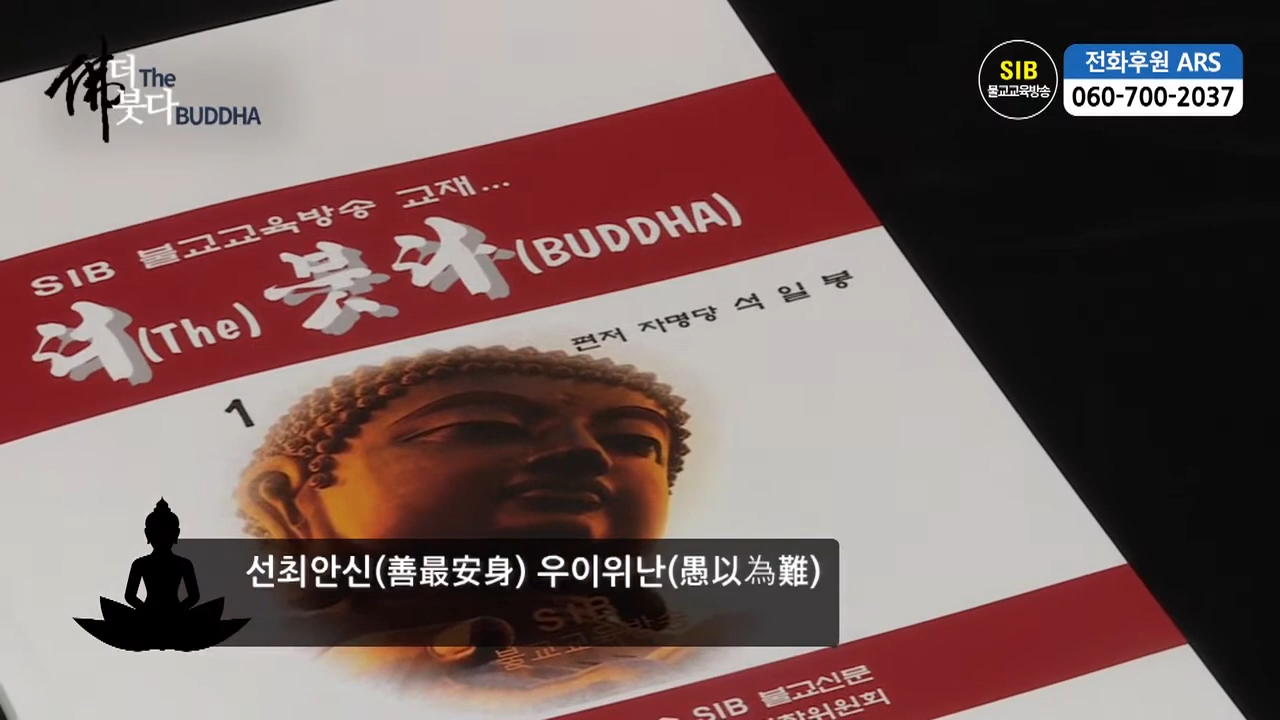 佛
더 The
붓다 BUDDHA
SIB
불교교육방송
전화후원 ARS
060-700-2037
SIB 불교교육방송 교재...
더(The) 붓다(BUDDHA)
편저 자명당 석일봉
1
선최안신(善最安身) 우이위난(愚以為難)
SIB
불교교육방송
SIB 불교신문